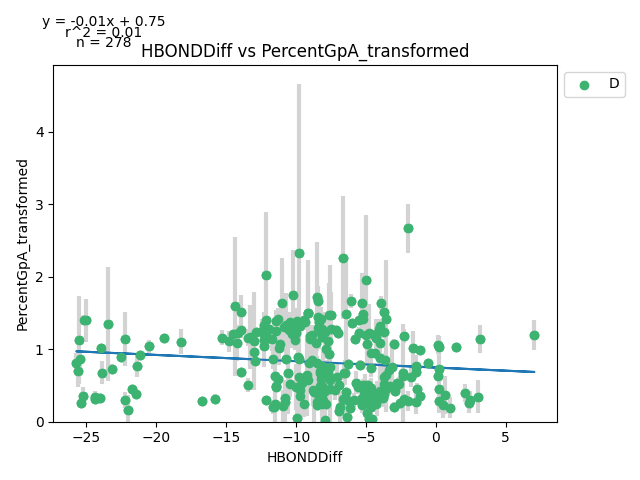 y = -0.01x + 0.75
r^2 = 0.01
n = 278
HBONDDiff vs PercentGpA_transformed
D
PercentGpA_transformed
4
3
2
1
0
−25
−20
−15
−10
−5
0
5
HBONDDiff